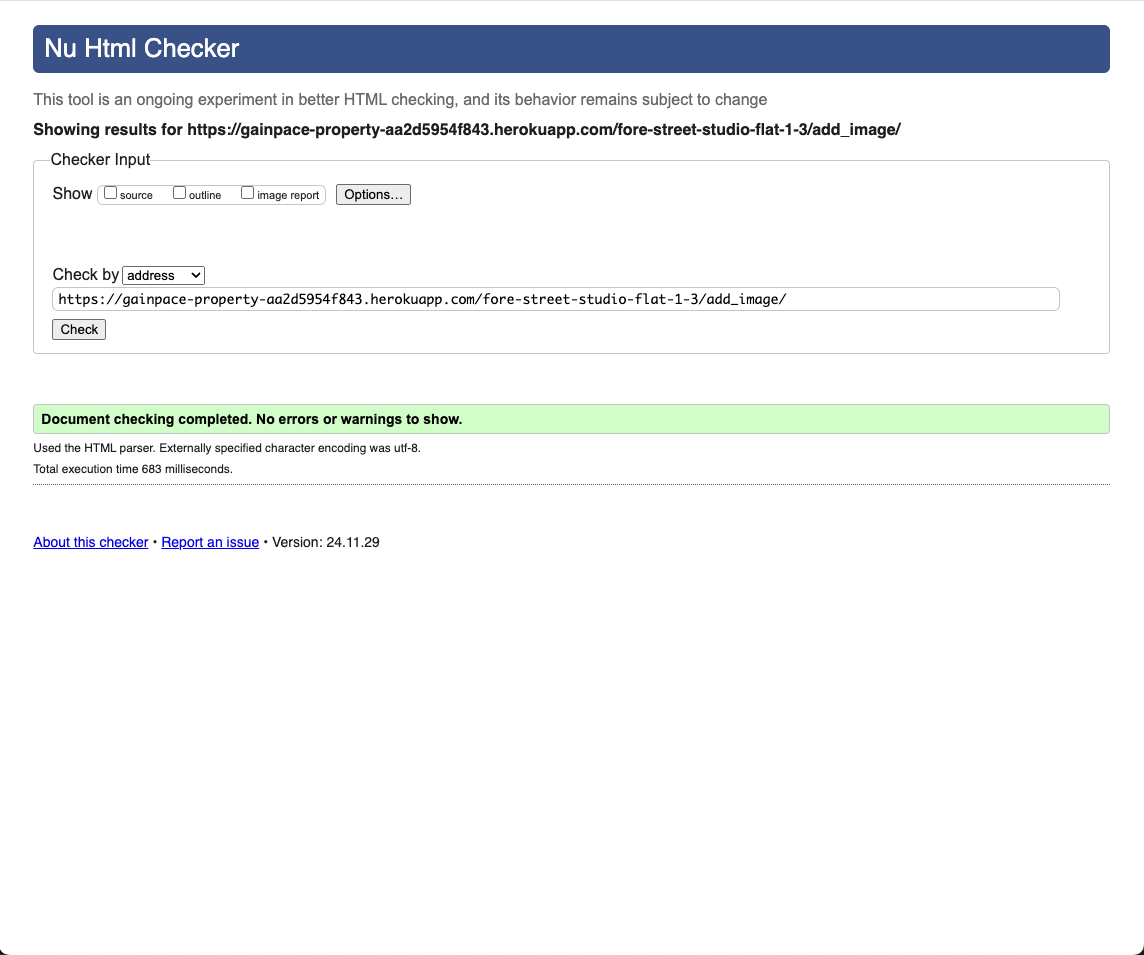 Nu Html Checker
This tool is an ongoing experiment in better HTML checking, and its behavior remains subject to change
Showing results for https://gainpace-property-aa2d5954f843.herokuapp.com/fore-street-studio-flat-1-3/add_image/
Checker Input
Show source outline image report Options…
Check by address
https://gainpace-property-aa2d5954f843.herokuapp.com/fore-street-studio-flat-1-3/add_image/
Check
Document checking completed. No errors or warnings to show.
Used the HTML parser. Externally specified character encoding was utf-8.
Total execution time 683 milliseconds.
About this checker • Report an issue • Version: 24.11.29